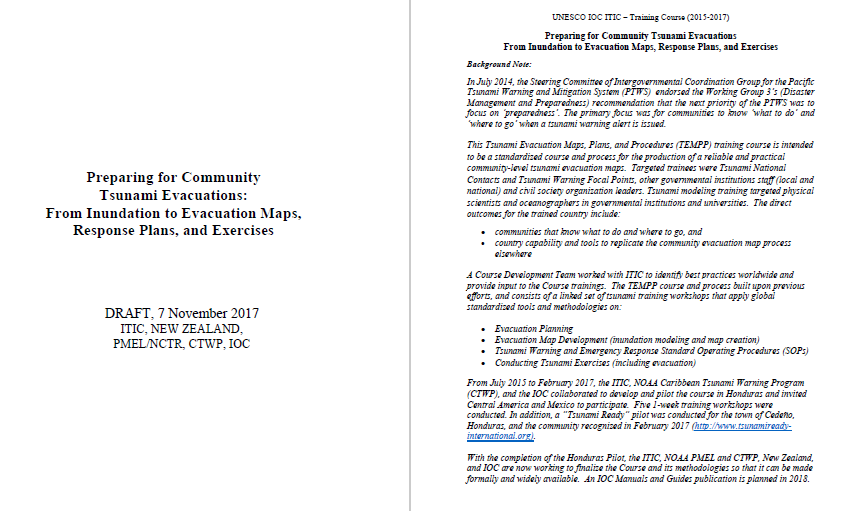 Preparing for Community
Tsunami Evacuations:
From Inundation to Evacuation Maps,
Response Plans, and Exercises
DRAFT, 7 November 2017
ITIC, NEW ZEALAND,
PMEL/NCTR, CTWP, IOC
UNESCO IOC ITIC – Training Course (2015-2017)
Preparing for Community Tsunami Evacuations
From Inundation to Evacuation Maps, Response Plans, and Exercises
Background Note:
In July 2014, the Steering Committee of Intergovernmental Coordination Group for the Pacific
Tsunami Warning and Mitigation System (PTWS) endorsed the Working Group 3's (Disaster
Management and Preparedness) recommendation that the next priority of the PTWS was to
focus on 'preparedness'. The primary focus was for communities to know 'what to do' and
'where to go' when a tsunami warning alert is issued.
This Tsunami Evacuation Maps, Plans, and Procedures (TEMPP) training course is intended
to be a standardised course and process for the production of a reliable and practical
community-level tsunami evacuation maps. Targeted trainees were Tsunami National
Contacts and Tsunami Warning Focal Points, other governmental institutions staff (local and
national) and civil society organization leaders. Tsunami modeling training targeted physical
scientists and oceanographers in governmental institutions and universities. The direct
outcomes for the trained country include:
• communities that know what to do and where to go, and
• country capability and tools to replicate the community evacuation map process
elsewhere
A Course Development Team worked with ITIC to identify best practices worldwide and
provide input to the Course trainings. The TEMPP course and process built upon previous
efforts, and consists of a linked set of tsunami training workshops that apply global
standardized tools and methodologies on:
• Evacuation Planning
• Evacuation Map Development (inundation modeling and map creation)
• Tsunami Warning and Emergency Response Standard Operating Procedures (SOPs)
• Conducting Tsunami Exercises (including evacuation)
From July 2015 to February 2017, the ITIC, NOAA Caribbean Tsunami Warning Program
(CTWP), and the IOC collaborated to develop and pilot the course in Honduras and invited
Central America and Mexico to participate. Five 1-week training workshops were
conducted. In addition, a "Tsunami Ready" pilot was conducted for the town of Cedeño,
Honduras, and the community recognized in February 2017 (http://www.tsunamiready-
international.org).
With the completion of the Honduras Pilot, the ITIC, NOAA PMEL and CTWP, New Zealand,
and IOC are now working to finalize the Course and its methodologies so that it can be made
formally and widely available. An IOC Manuals and Guides publication is planned in 2018.